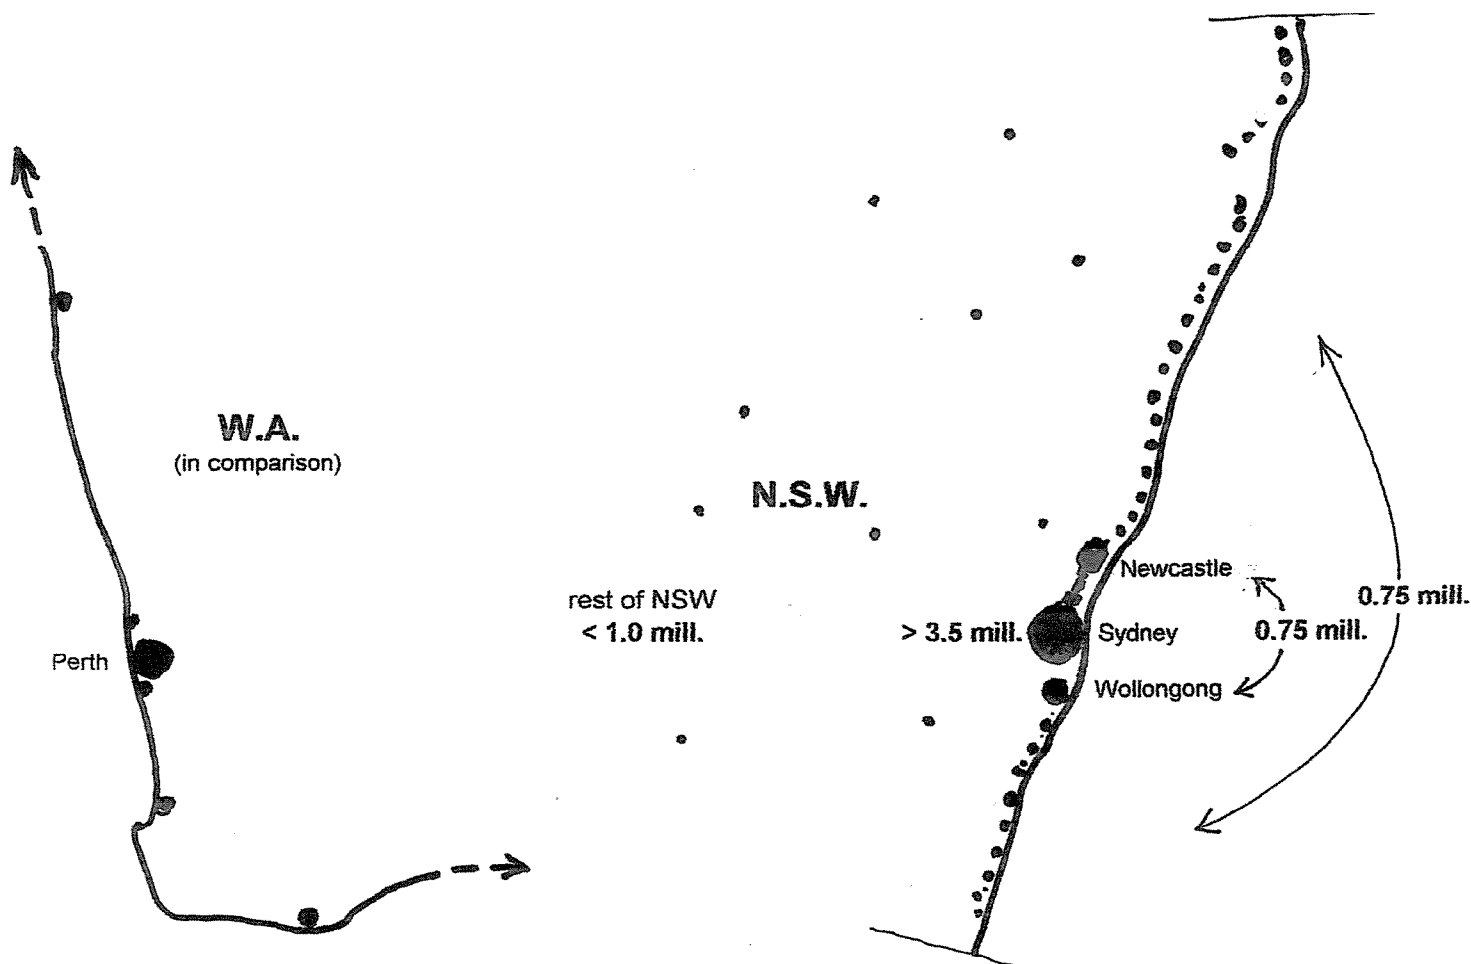 W.A.
(in comparison)
Perth
N.S.W.
rest of NSW
< 1.0 mill.
> 3.5 mill.
Newcastle
Sydney
Wollongong
0.75 mill.
0.75 mill.